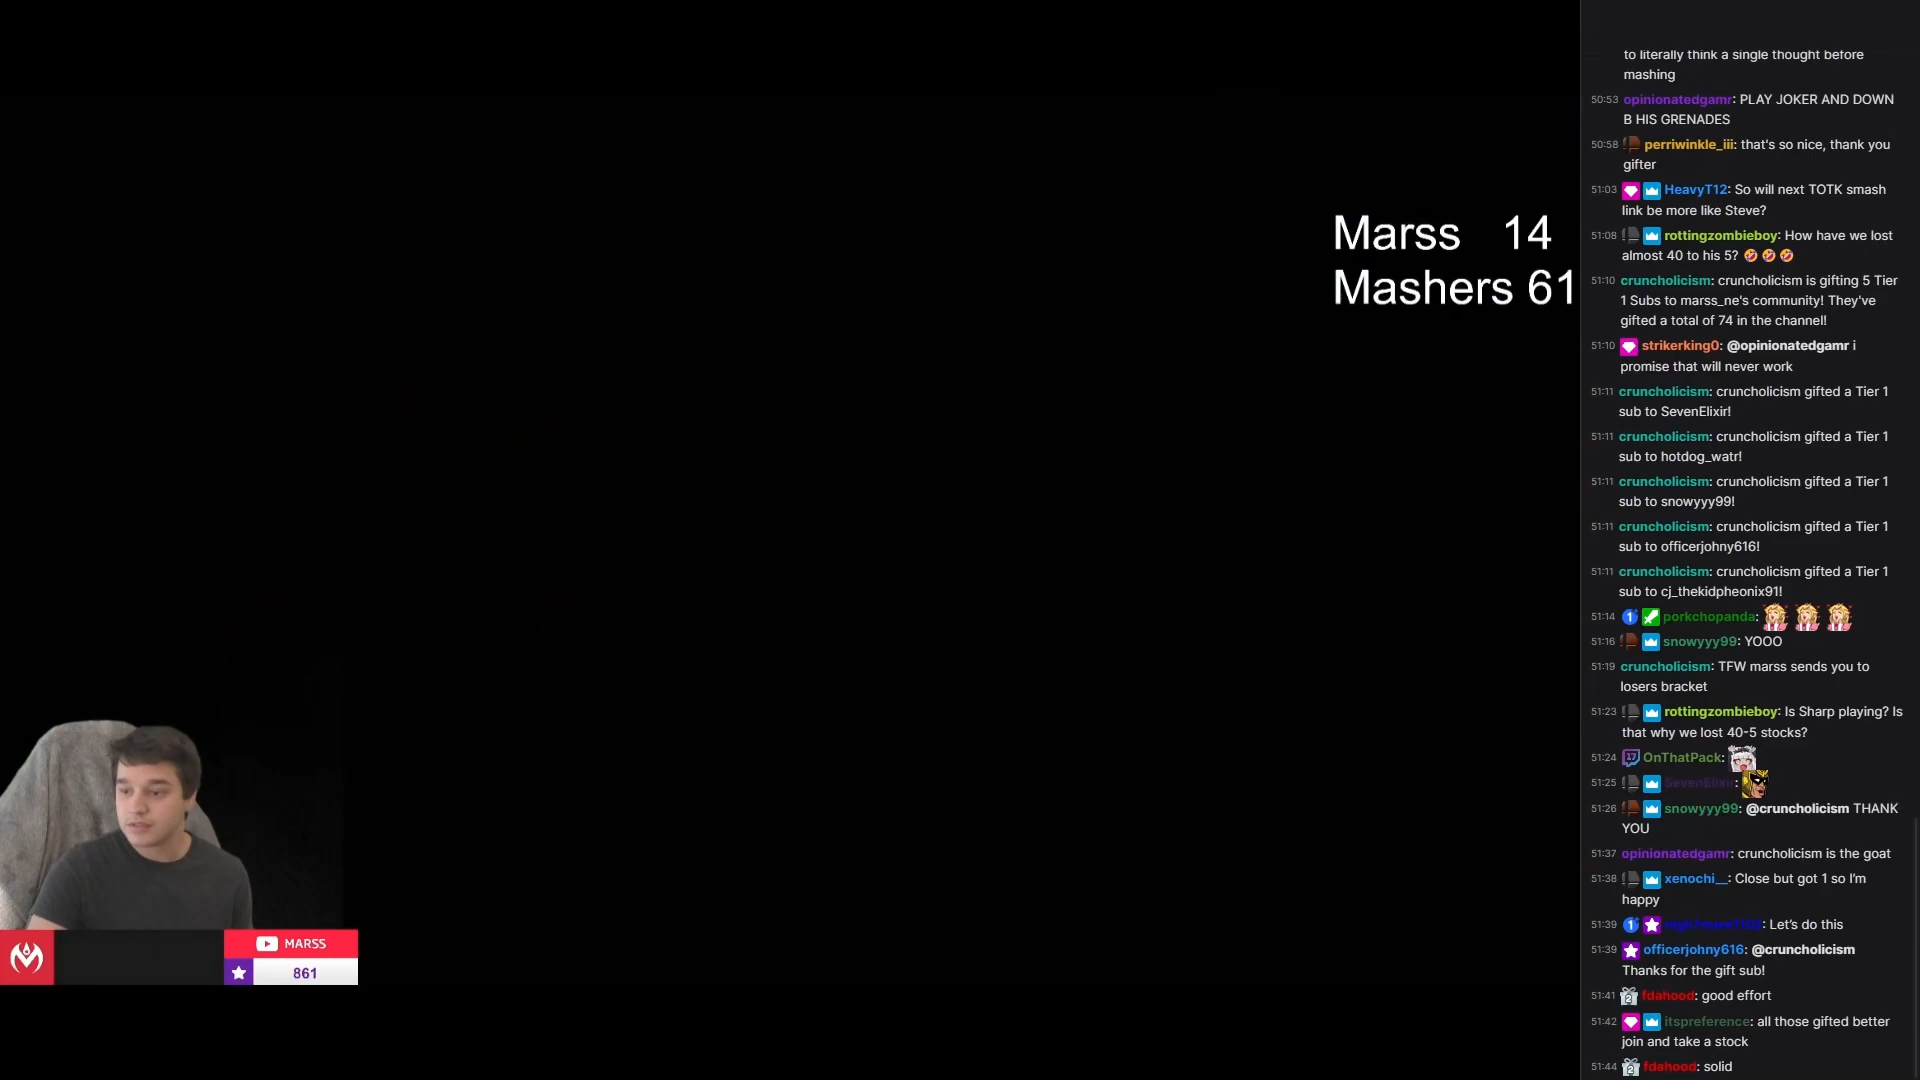 Marss 14
Mashers 61
MARSS
861
to literally think a single thought before
mashing
50:53 opinionatedgamr: PLAY JOKER AND DOWN
B HIS GRENADES
50:58 perriwinkle_iii: that's so nice, thank you
gifter
51:03 HeavyT12: So will next TOTK smash
link be more like Steve?
51:08 rottingzombieboy: How have we lost
almost 40 to his 5? 🤣🤣🤣
51:10 cruncholicism: cruncholicism is gifting 5 Tier
1 Subs to marss_ne's community! They've
gifted a total of 74 in the channel!
51:10 strikerking0: @opinionatedgamr i
promise that will never work
51:11 cruncholicism: cruncholicism gifted a Tier 1
sub to SevenElixir!
51:11 cruncholicism: cruncholicism gifted a Tier 1
sub to hotdog_watr!
51:11 cruncholicism: cruncholicism gifted a Tier 1
sub to snowyyy99!
51:11 cruncholicism: cruncholicism gifted a Tier 1
sub to officerjohny616!
51:11 cruncholicism: cruncholicism gifted a Tier 1
sub to cj_thekidpheonix91!
51:14 1 porkchopanda:
51:16 snowyyy99: YOOO
51:19 cruncholicism: TFW marss sends you to
losers bracket
51:23 rottingzombieboy: Is Sharp playing? Is
that why we lost 40-5 stocks?
51:24 17 OnThatPack:
51:25 SevenElixir:
51:26 snowyyy99: @cruncholicism THANK
YOU
51:37 opinionatedgamr: cruncholicism is the goat
51:38 xenochi__: Close but got 1 so I'm
happy
51:39 1 : Let's do this
51:39 officerjohny616: @cruncholicism
Thanks for the gift sub!
51:41 2 fdahood: good effort
51:42 itspreference: all those gifted better
join and take a stock
51:44 2 fdahood: solid